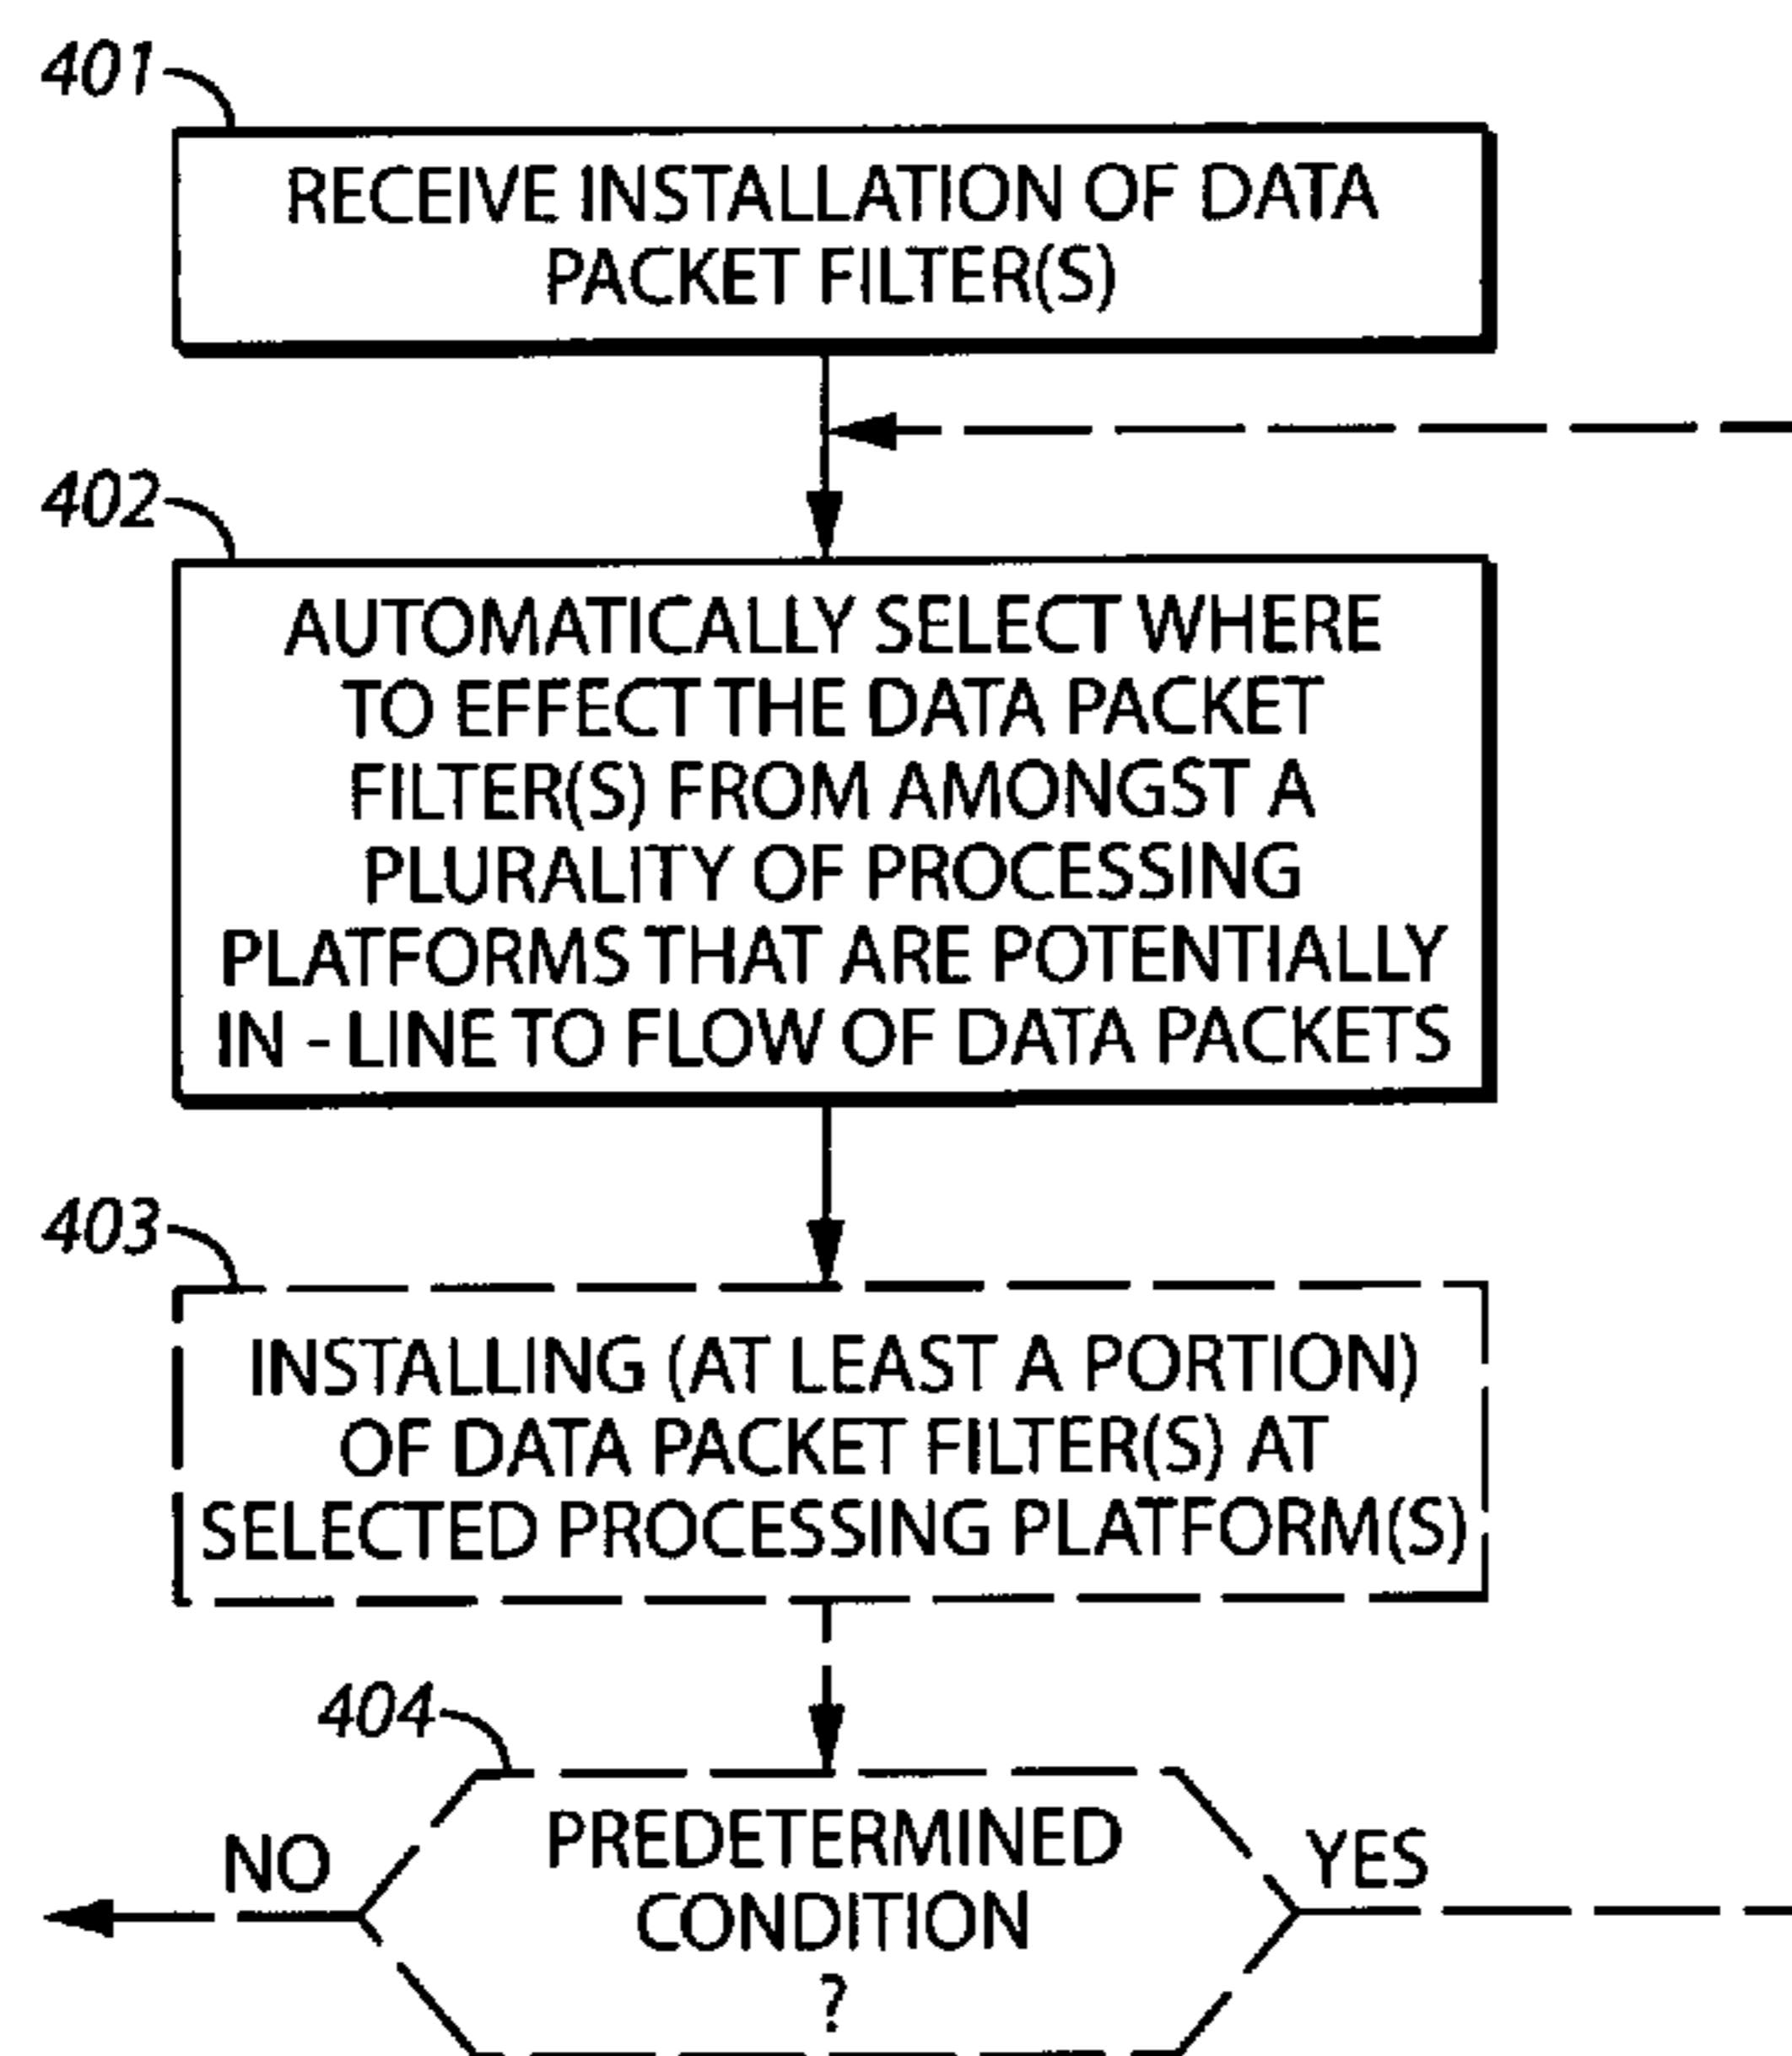 401
RECEIVE INSTALLATION OF DATA
PACKET FILTER(S)
402
AUTOMATICALLY SELECT WHERE
TO EFFECT THE DATA PACKET
FILTER(S) FROM AMONGST A
PLURALITY OF PROCESSING
PLATFORMS THAT ARE POTENTIALLY
IN - LINE TO FLOW OF DATA PACKETS
403
INSTALLING (AT LEAST A PORTION)
OF DATA PACKET FILTER(S) AT
SELECTED PROCESSING PLATFORM(S)
404
NO
PREDETERMINED
CONDITION
?
YES